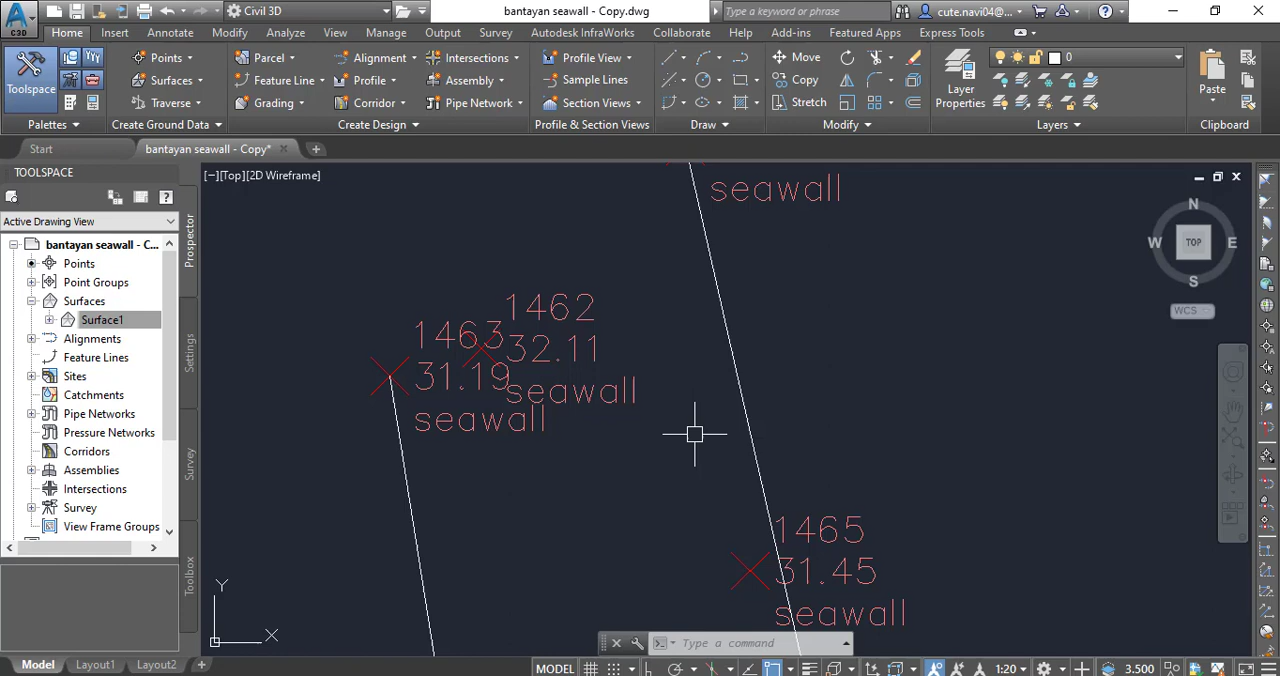 C3D
Civil 3D
bantayan seawall - Copy.dwg
Type a keyword or phrase
cute.navi04@...
Home
Insert
Annotate
Modify
Analyze
View
Manage
Output
Survey
Autodesk InfraWorks
Collaborate
Help
Add-ins
Featured Apps
Express Tools
Toolspace
Palettes
Points
Surfaces
Traverse
Create Ground Data
Parcel
Feature Line
Grading
Alignment
Profile
Corridor
Intersections
Assembly
Pipe Network
Create Design
Profile View
Sample Lines
Section Views
Profile & Section Views
Draw
Move
Copy
Stretch
Modify
Layer
Properties
0
Layers
Paste
Clipboard
Start
bantayan seawall - Copy*
TOOLSPACE
Active Drawing View
bantayan seawall - C...
Points
Point Groups
Surfaces
Surface1
Alignments
Feature Lines
Sites
Catchments
Pipe Networks
Pressure Networks
Corridors
Assemblies
Intersections
Survey
View Frame Groups
Prospector
Settings
Survey
Toolbox
[−][Top][2D Wireframe]
seawall
1462
32.11
seawall
1463
31.19
seawall
1465
31.45
seawall
N
W
TOP
E
S
WCS
Y
X
Type a command
Model
Layout1
Layout2
MODEL
1:20
3.500